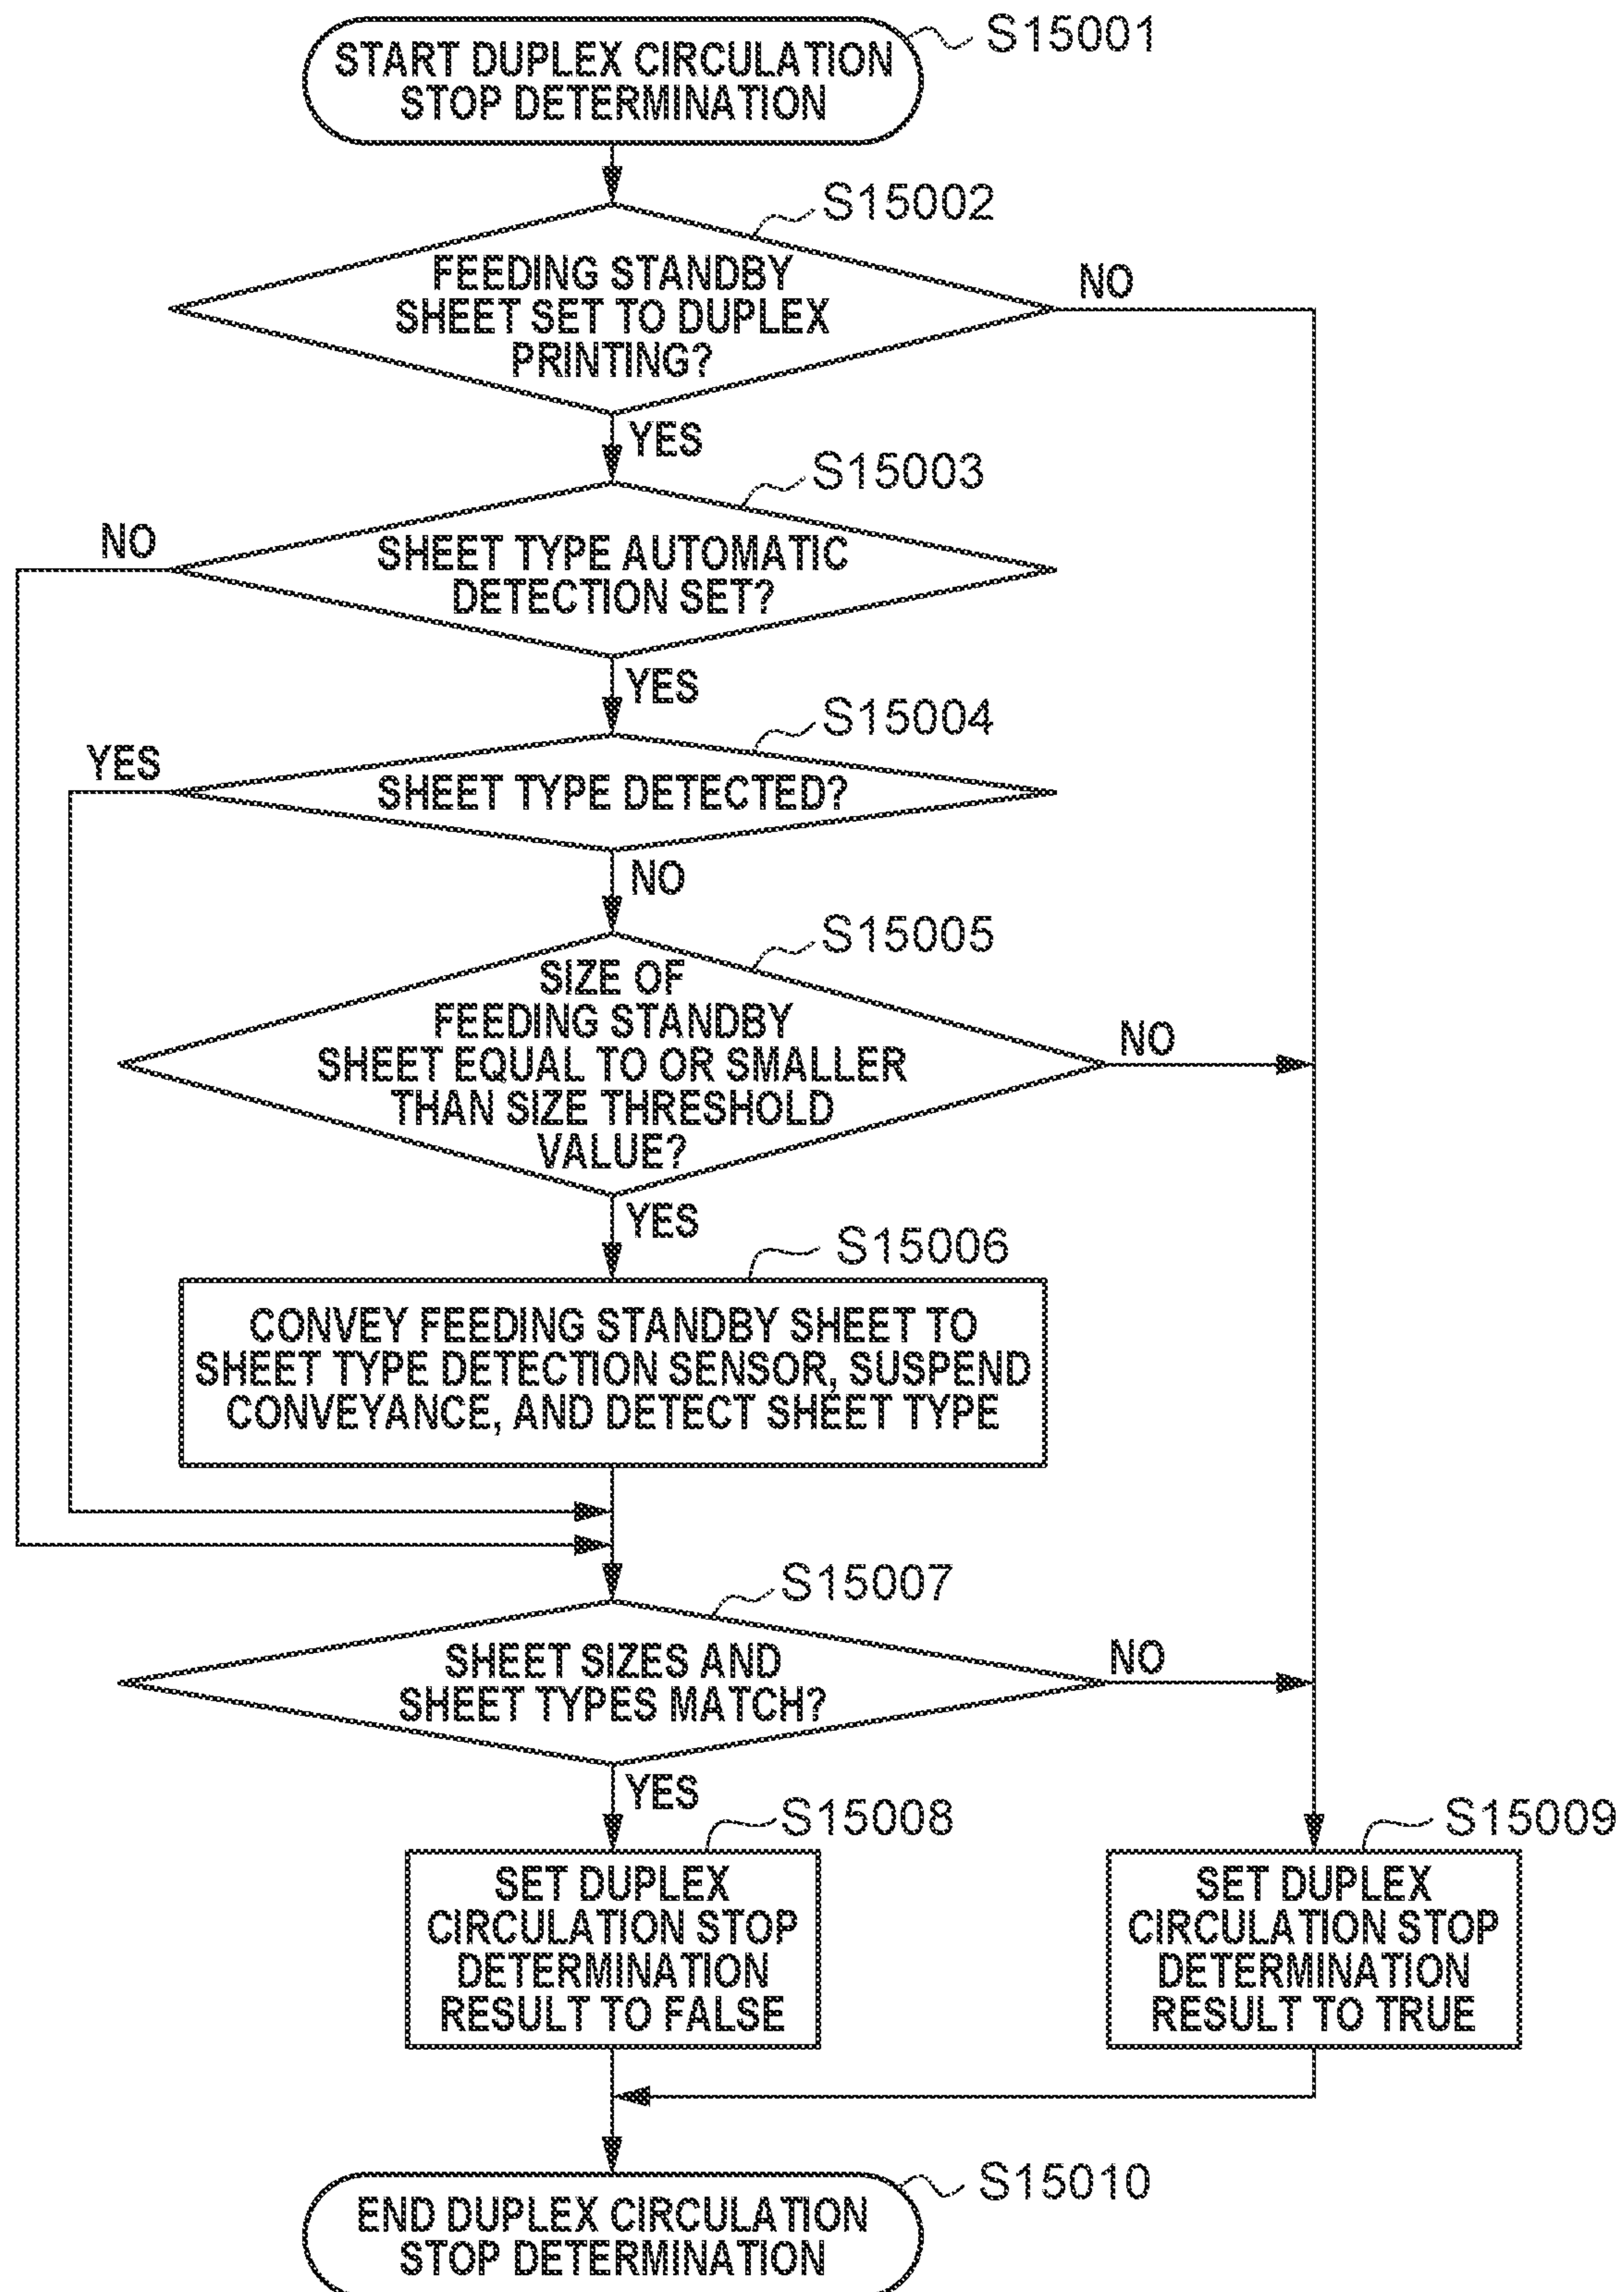 S15001
START DUPLEX CIRCULATION
STOP DETERMINATION
S15002
FEEDING STANDBY
SHEET SET TO DUPLEX
PRINTING?
NO
YES
S15003
NO
SHEET TYPE AUTOMATIC
DETECTION SET?
YES
S15004
YES
SHEET TYPE DETECTED?
NO
S15005
SIZE OF
FEEDING STANDBY
SHEET EQUAL TO OR SMALLER
THAN SIZE THRESHOLD
VALUE?
NO
YES
S15006
CONVEY FEEDING STANDBY SHEET TO
SHEET TYPE DETECTION SENSOR, SUSPEND
CONVEYANCE, AND DETECT SHEET TYPE
S15007
SHEET SIZES AND
SHEET TYPES MATCH?
NO
YES
S15008
SET DUPLEX
CIRCULATION STOP
DETERMINATION
RESULT TO FALSE
S15009
SET DUPLEX
CIRCULATION STOP
DETERMINATION
RESULT TO TRUE
S15010
END DUPLEX CIRCULATION
STOP DETERMINATION